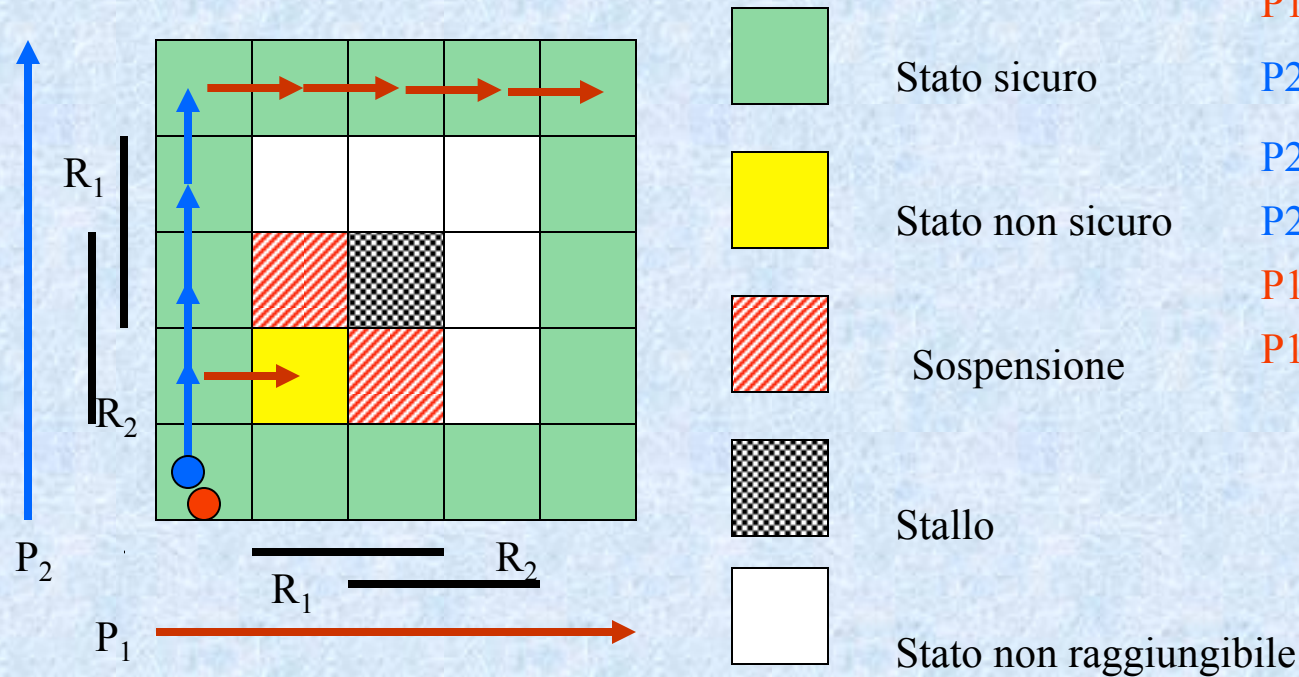 P1
Stato sicuro
P2
R₁
P2
Stato non sicuro
P2
P1
P1
Sospensione
R₂
Stallo
P₂
R₂
R₁
P₁
Stato non raggiungibile